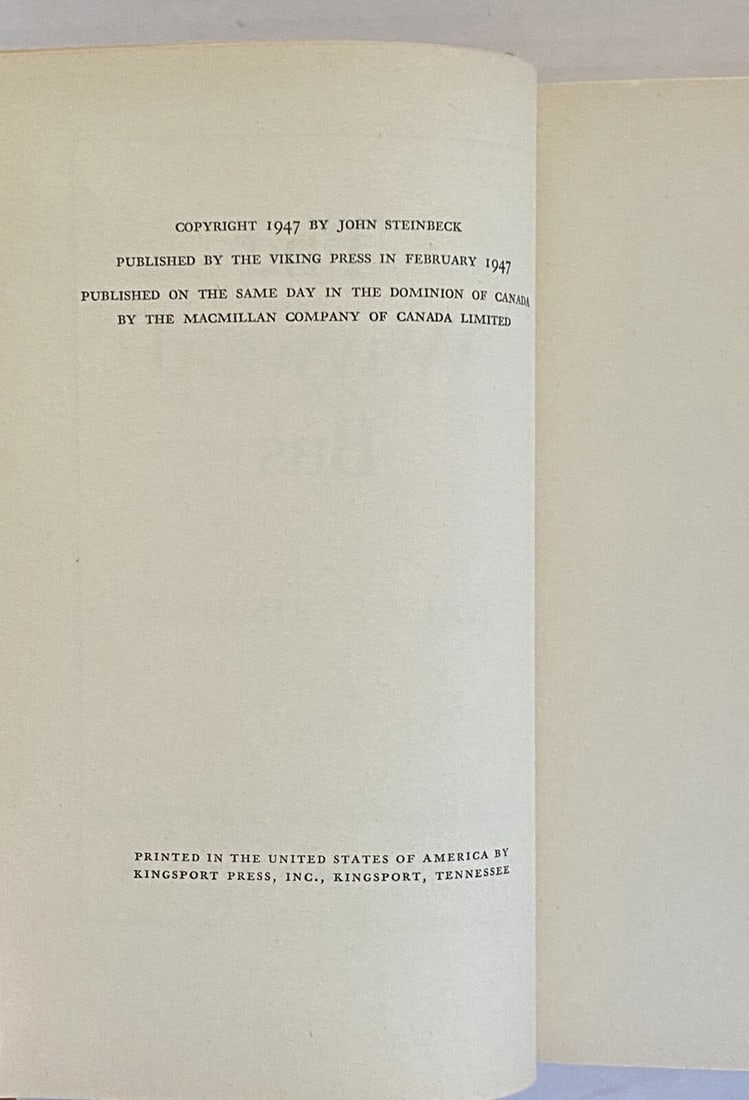 COPYRIGHT 1947 BY JOHN STEINBECK
PUBLISHED BY THE VIKING PRESS IN FEBRUARY 1947
PUBLISHED ON THE SAME DAY IN THE DOMINION OF CANADA
BY THE MACMILLAN COMPANY OF CANADA LIMITED
PRINTED IN THE UNITED STATES OF AMERICA BY
KINGSPORT PRESS, INC., KINGSPORT, TENNESSEE